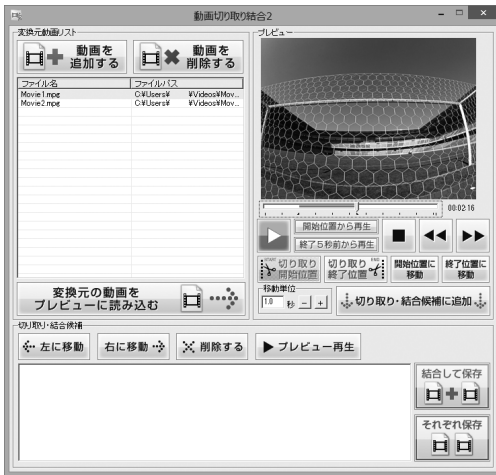 動画切り取り結合2
変換元動画リスト
動画を
追加する
動画を
削除する
ファイル名 ファイルパス
Movie1.mpg C:¥Users¥ ¥Videos¥Mov...
Movie2.mpg C:¥Users¥ ¥Videos¥Mov...
変換元の動画を
プレビューに読み込む
プレビュー
00:02:16
開始位置から再生
終了5秒前から再生
START 切り取り
開始位置
切り取り END
終了位置
開始位置に
移動
終了位置に
移動
移動単位
1.0 秒 - +
切り取り・結合候補に追加
切り取り・結合候補
左に移動
右に移動
削除する
プレビュー再生
結合して保存
それぞれ保存